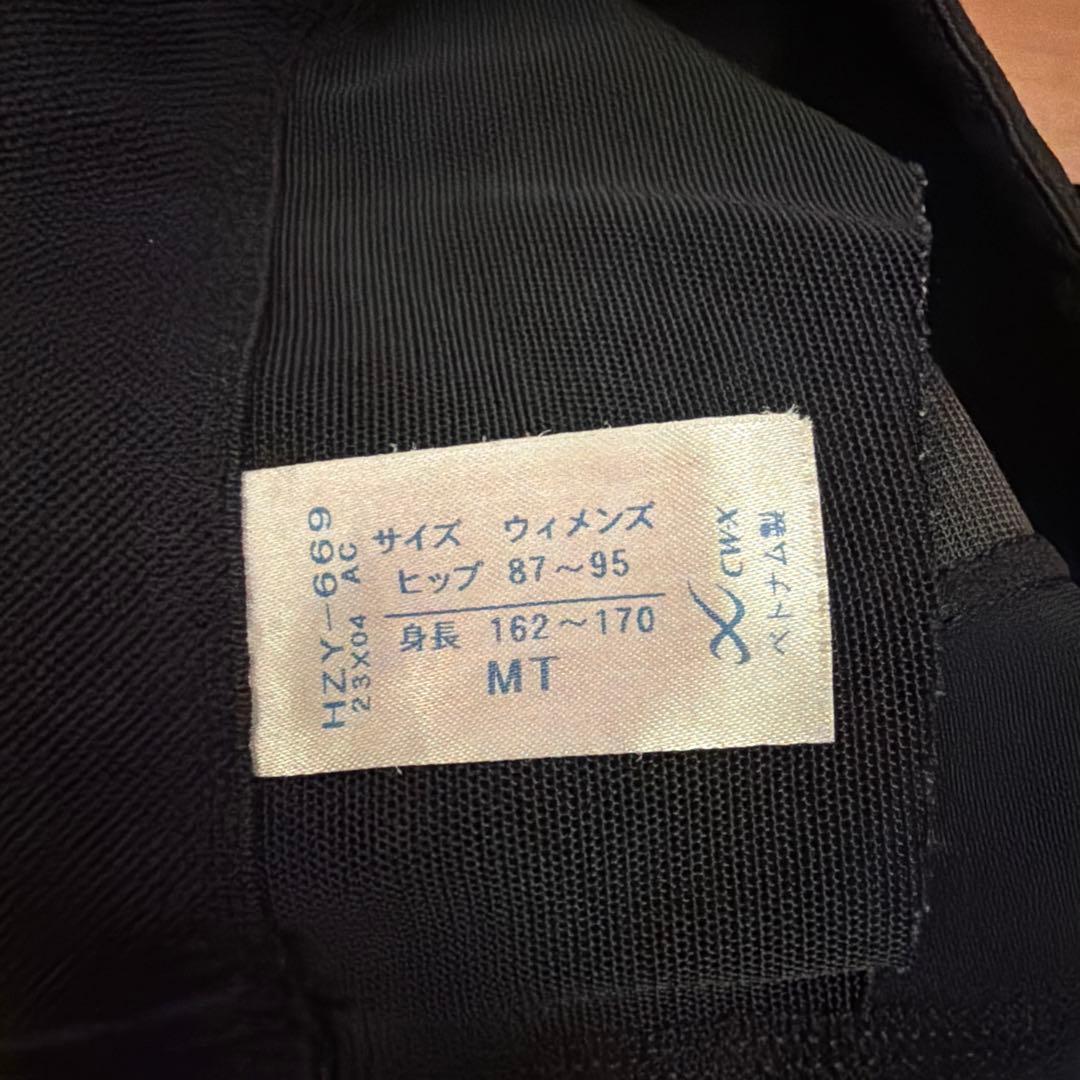 サイズ ウィメンズ
ヒップ 87～95
身長 162～170
MT
HZY-669
23X04 AC
CW-X
ベトナム製